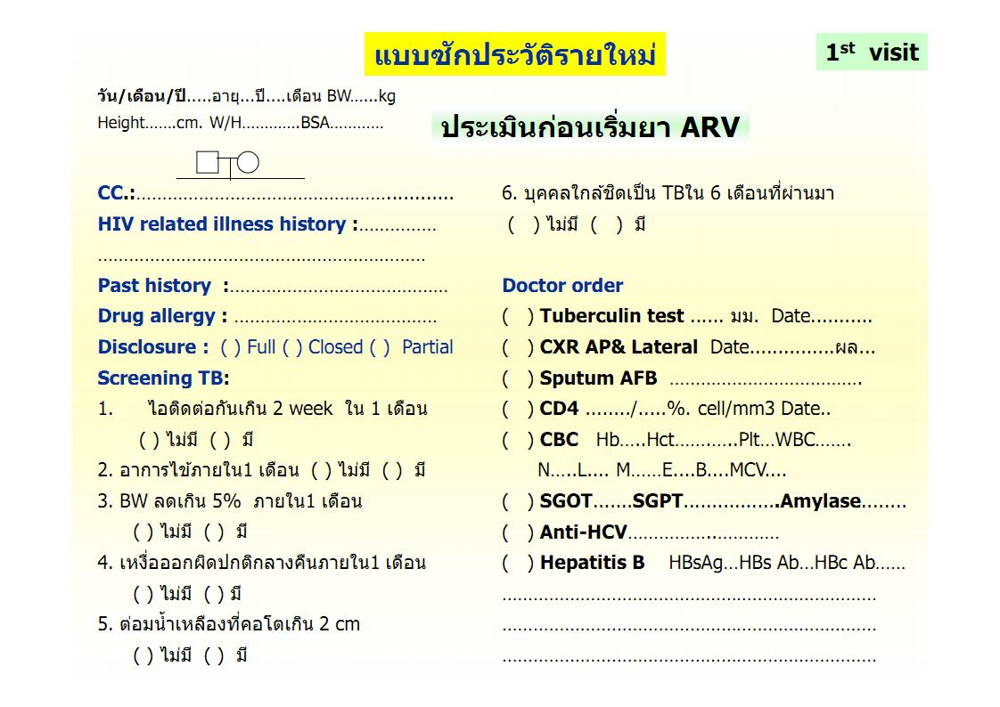 แบบซักประวัติรายใหม่
1st visit
วัน/เดือน/ปี.....อายุ...ปี....เดือน BW......kg
Height.......cm. W/H.............BSA............
ประเมินก่อนเริ่มยา ARV
CC.:.............................................................
HIV related illness history :...............
...............................................................
Past history :..........................................
Drug allergy : .......................................
Disclosure : ( ) Full ( ) Closed ( ) Partial
Screening TB:
1. ไอติดต่อกันเกิน 2 week ใน 1 เดือน
( ) ไม่มี ( ) มี
2. อาการไข้ภายใน1 เดือน ( ) ไม่มี ( ) มี
3. BW ลดเกิน 5% ภายใน1 เดือน
( ) ไม่มี ( ) มี
4. เหงื่อออกผิดปกติกลางคืนภายใน1 เดือน
( ) ไม่มี ( ) มี
5. ต่อมน้ำเหลืองที่คอโตเกิน 2 cm
( ) ไม่มี ( ) มี
6. บุคคลใกล้ชิดเป็น TBใน 6 เดือนที่ผ่านมา
( ) ไม่มี ( ) มี
Doctor order
( ) Tuberculin test ...... มม. Date...........
( ) CXR AP& Lateral Date...............ผล...
( ) Sputum AFB .....................................
( ) CD4 ......../.....%. cell/mm3 Date..
( ) CBC Hb.....Hct............Plt...WBC.......
N.....L.... M......E....B....MCV....
( ) SGOT.......SGPT..................Amylase........
( ) Anti-HCV.............................
( ) Hepatitis B HBsAg...HBs Ab...HBc Ab......
........................................................................
........................................................................
........................................................................